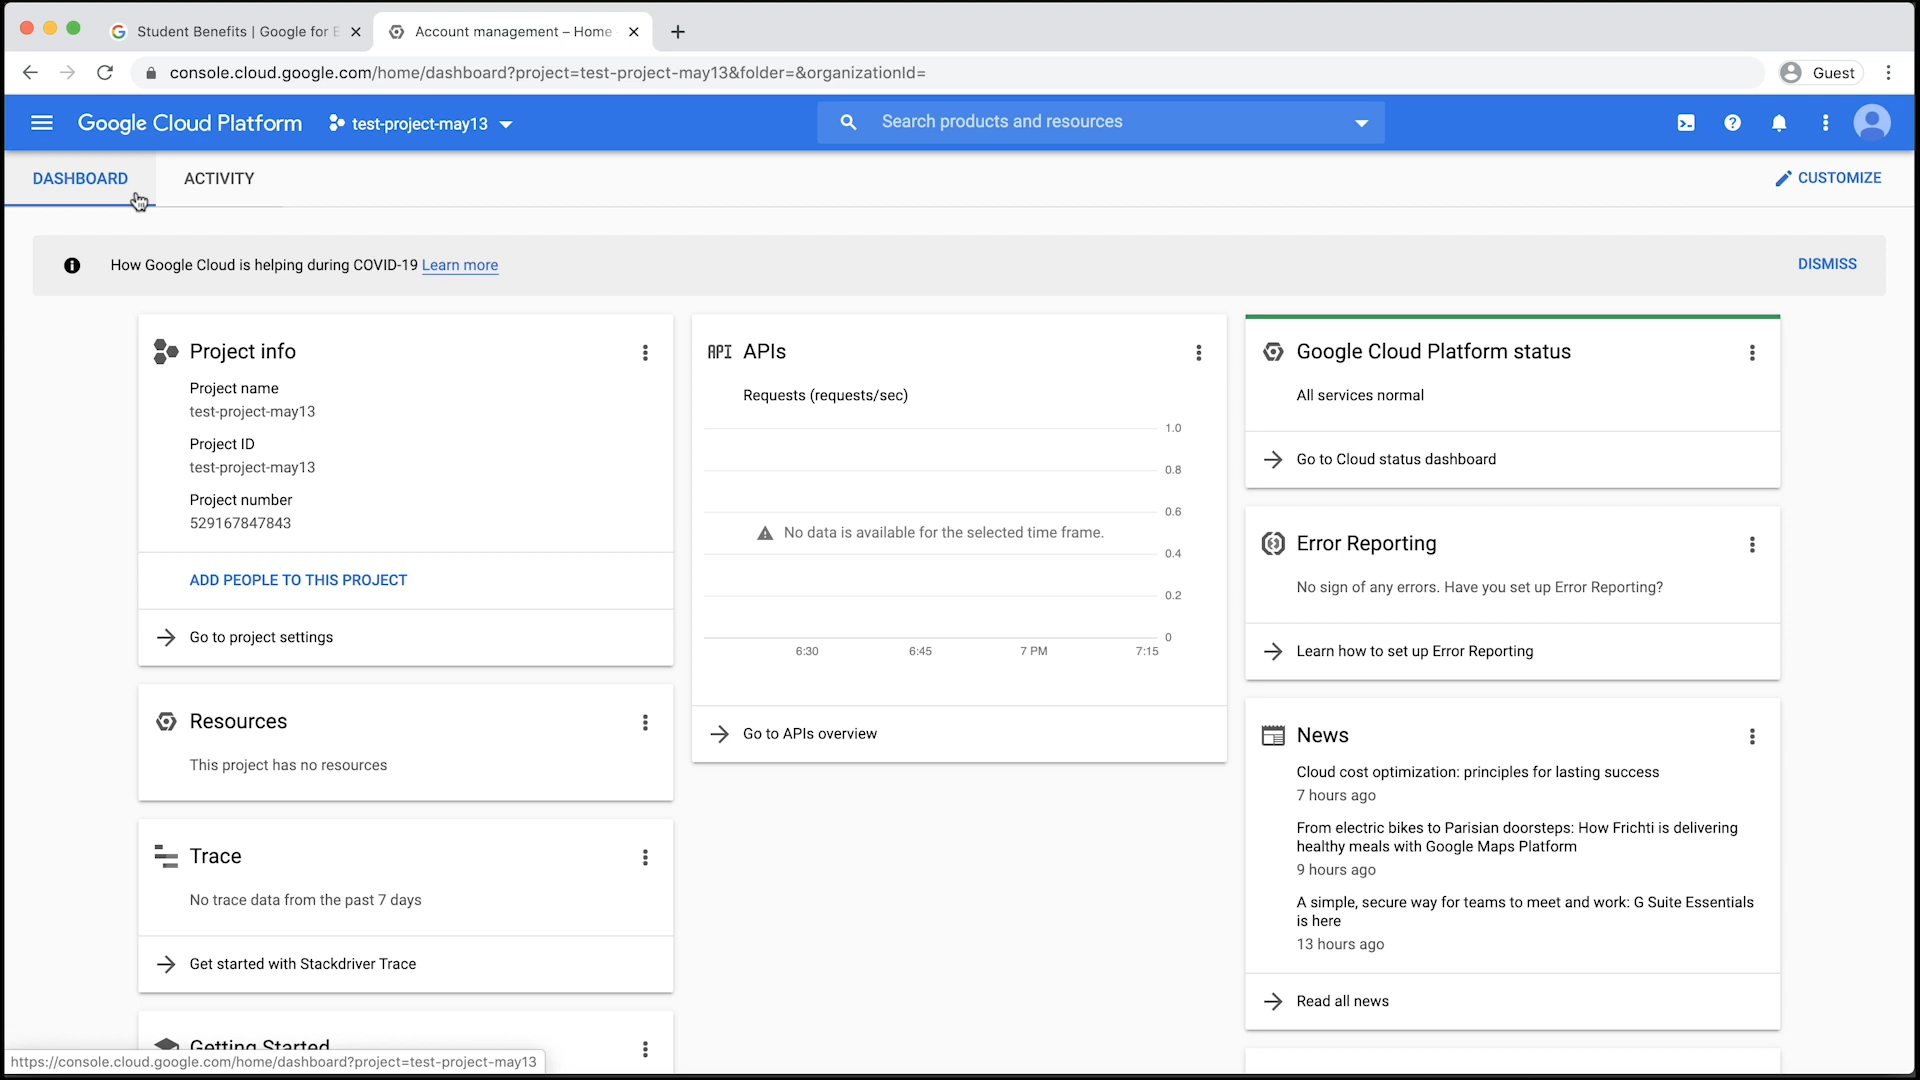 Student Benefits | Google for E
Account management – Home
console.cloud.google.com/home/dashboard?project=test-project-may13&folder=&organizationId=
Guest
Google Cloud Platform
test-project-may13
Search products and resources
DASHBOARD
ACTIVITY
CUSTOMIZE
How Google Cloud is helping during COVID-19 Learn more
DISMISS
Project info
Project name
test-project-may13
Project ID
test-project-may13
Project number
529167847843
ADD PEOPLE TO THIS PROJECT
Go to project settings
Resources
This project has no resources
Trace
No trace data from the past 7 days
Get started with Stackdriver Trace
Getting Started
API APIs
Requests (requests/sec)
1.0
0.8
0.6
No data is available for the selected time frame.
0.4
0.2
0
6:30 6:45 7 PM 7:15
Go to APIs overview
Google Cloud Platform status
All services normal
Go to Cloud status dashboard
Error Reporting
No sign of any errors. Have you set up Error Reporting?
Learn how to set up Error Reporting
News
Cloud cost optimization: principles for lasting success
7 hours ago
From electric bikes to Parisian doorsteps: How Frichti is delivering
healthy meals with Google Maps Platform
9 hours ago
A simple, secure way for teams to meet and work: G Suite Essentials
is here
13 hours ago
Read all news
https://console.cloud.google.com/home/dashboard?project=test-project-may13